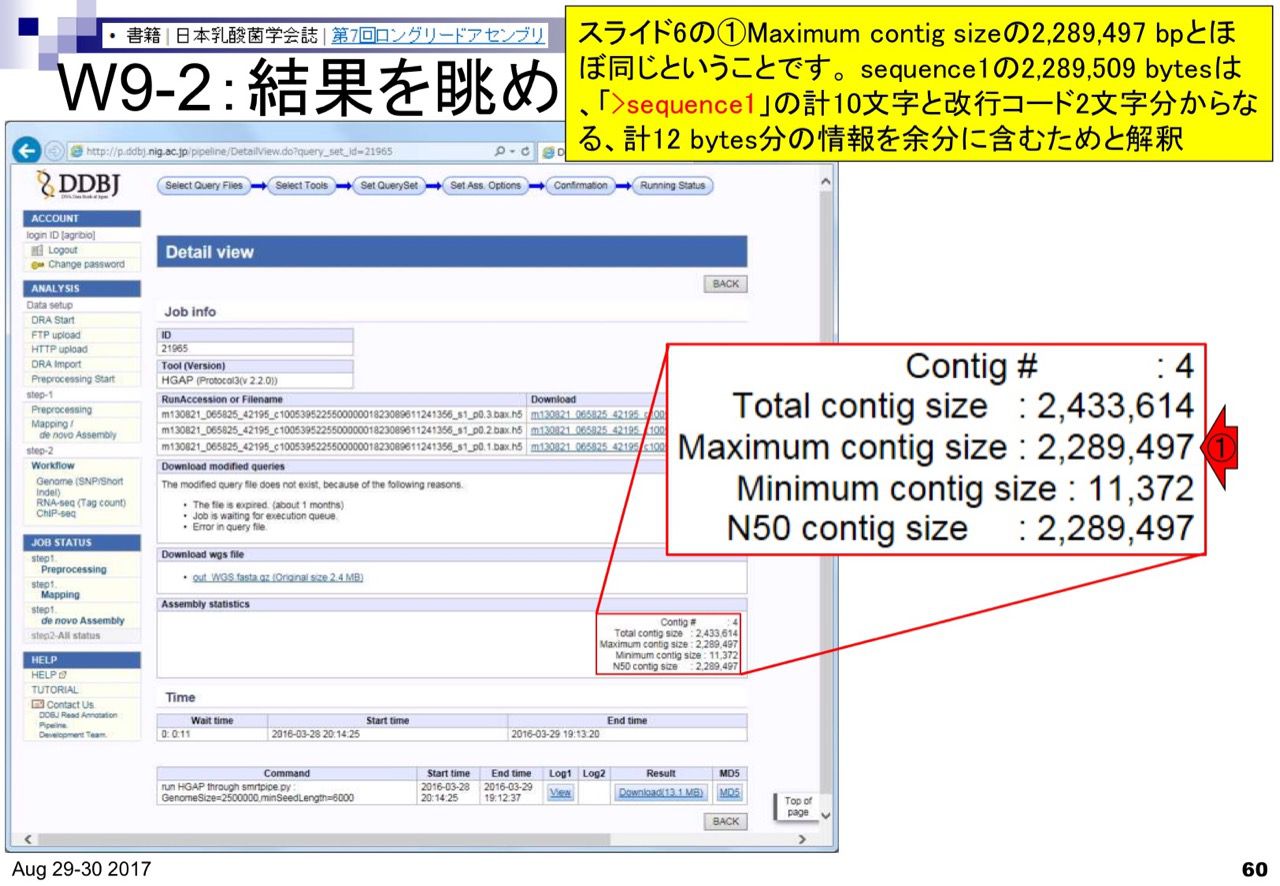 • 書籍 | 日本乳酸菌学会誌 | 第7回ロングリードアセンブリ
W9-2：結果を眺め
スライド6の①Maximum contig sizeの2,289,497 bpとほ
ぼ同じということです。sequence1の2,289,509 bytesは
、「>sequence1」の計10文字と改行コード2文字分からな
る、計12 bytes分の情報を余分に含むためと解釈
http://p.ddbj.nig.ac.jp/pipeline/DetailView.do?query_set_id=21965
DDBJ
Select Query Files
Select Tools
Set QuerySet
Set Ass. Options
Confirmation
Running Status
ACCOUNT
login ID [agribio]
Logout
Change password
ANALYSIS
Data setup
DRA Start
FTP upload
HTTP upload
DRA Import
Preprocessing Start
step-1
Preprocessing
Mapping /
de novo Assembly
step-2
Workflow
Genome (SNP/Short
Indel)
RNA-seq (Tag count)
ChIP-seq
JOB STATUS
step1.
Preprocessing
step1.
Mapping
step1.
de novo Assembly
step2-All status
HELP
HELP
TUTORIAL
Contact Us
DDBJ Read Annotation
Pipeline.
Development Team.
Detail view
BACK
Job info
ID
21965
Tool (Version)
HGAP (Protocol3(v 2.2.0))
RunAccession or Filename Download
m130821_065825_42195_c100539522550000001823089611241356_s1_p0.3.bax.h5 m130821_065825_42195_c100
m130821_065825_42195_c100539522550000001823089611241356_s1_p0.2.bax.h5 m130821_065825_42195_c100
m130821_065825_42195_c100539522550000001823089611241356_s1_p0.1.bax.h5 m130821_065825_42195_c100
Download modified queries
The modified query file does not exist, because of the following reasons.
• The file is expired. (about 1 months)
• Job is waiting for execution queue.
• Error in query file.
Download wgs file
• out_WGS.fasta.gz (Original size 2.4 MB)
Assembly statistics
Contig # : 4
Total contig size : 2,433,614
Maximum contig size : 2,289,497
Minimum contig size : 11,372
N50 contig size : 2,289,497
Contig # : 4
Total contig size : 2,433,614
Maximum contig size : 2,289,497 ①
Minimum contig size : 11,372
N50 contig size : 2,289,497
Time
Wait time Start time End time
0: 0:11 2016-03-28 20:14:25 2016-03-29 19:13:20
Command Start time End time Log1 Log2 Result MD5
run HGAP through smrtpipe.py : 2016-03-28 2016-03-29 View Download(13.1 MB) MD5
GenomeSize=2500000,minSeedLength=6000 20:14:25 19:12:37
BACK
Top of
page
Aug 29-30 2017
60